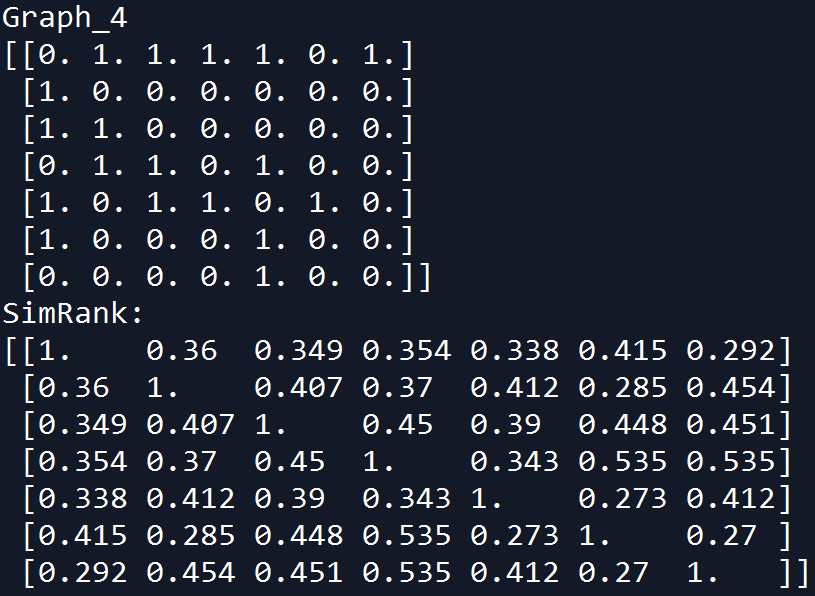 Graph_4
[[0. 1. 1. 1. 1. 0. 1.]
 [1. 0. 0. 0. 0. 0. 0.]
 [1. 1. 0. 0. 0. 0. 0.]
 [0. 1. 1. 0. 1. 0. 0.]
 [1. 0. 1. 1. 0. 1. 0.]
 [1. 0. 0. 0. 1. 0. 0.]
 [0. 0. 0. 0. 1. 0. 0.]]
SimRank:
[[1.    0.36  0.349 0.354 0.338 0.415 0.292]
 [0.36  1.    0.407 0.37  0.412 0.285 0.454]
 [0.349 0.407 1.    0.45  0.39  0.448 0.451]
 [0.354 0.37  0.45  1.    0.343 0.535 0.535]
 [0.338 0.412 0.39  0.343 1.    0.273 0.412]
 [0.415 0.285 0.448 0.535 0.273 1.    0.27 ]
 [0.292 0.454 0.451 0.535 0.412 0.27  1.   ]]